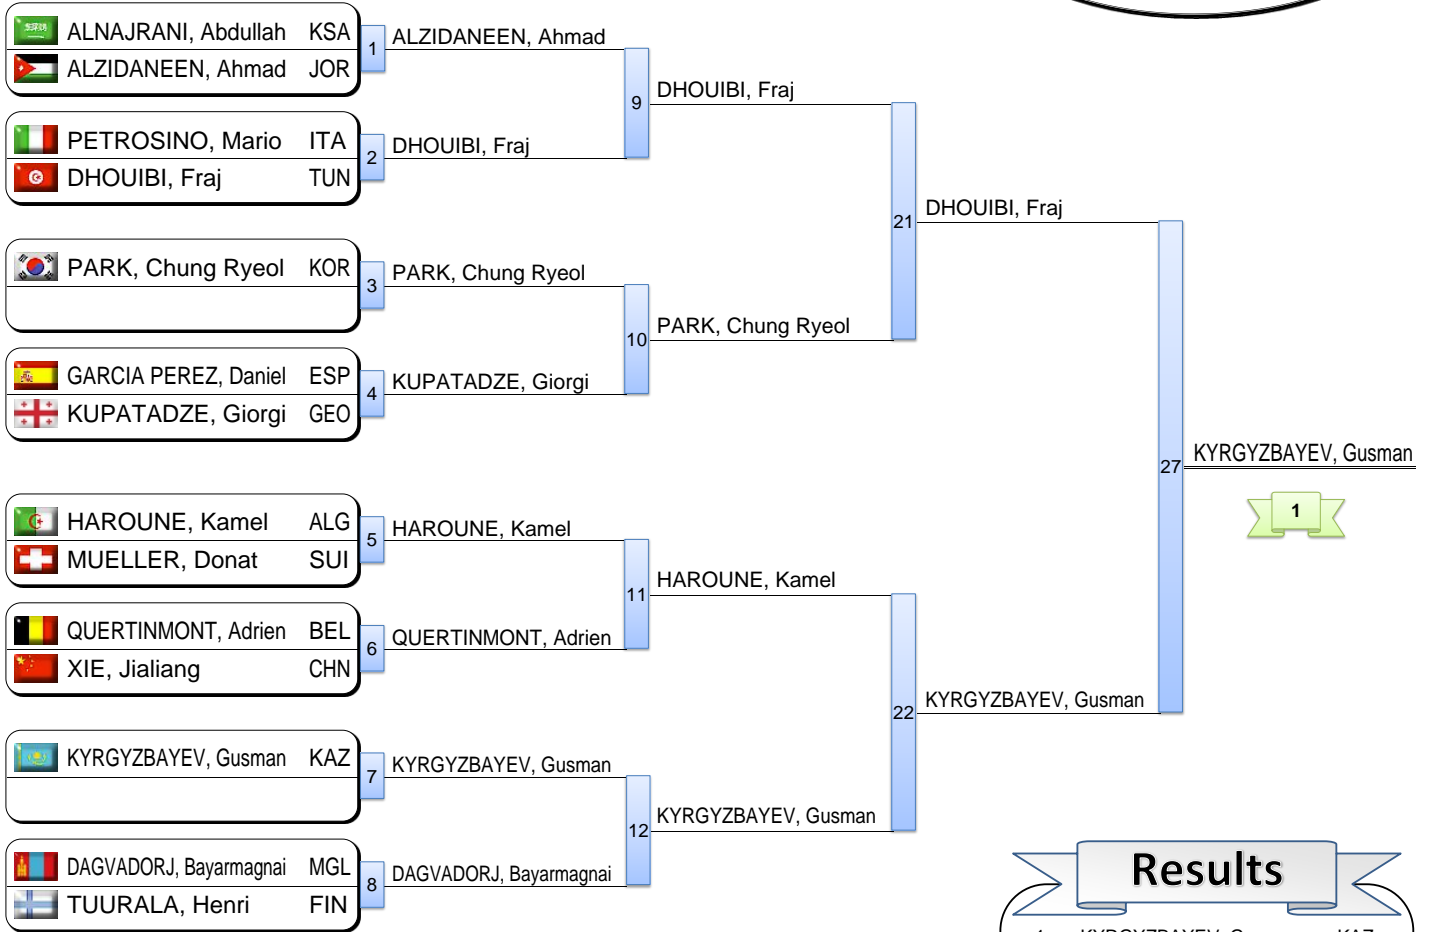 ALNAJRANI, Abdullah KSA
1
ALZIDANEEN, Ahmad
ALZIDANEEN, Ahmad JOR
9
DHOUIBI, Fraj
PETROSINO, Mario ITA
2
DHOUIBI, Fraj
DHOUIBI, Fraj TUN
21
DHOUIBI, Fraj
PARK, Chung Ryeol KOR
3
PARK, Chung Ryeol
10
PARK, Chung Ryeol
GARCIA PEREZ, Daniel ESP
4
KUPATADZE, Giorgi
KUPATADZE, Giorgi GEO
27
KYRGYZBAYEV, Gusman
1
HAROUNE, Kamel ALG
5
HAROUNE, Kamel
MUELLER, Donat SUI
11
HAROUNE, Kamel
QUERTINMONT, Adrien BEL
6
QUERTINMONT, Adrien
XIE, Jialiang CHN
22
KYRGYZBAYEV, Gusman
KYRGYZBAYEV, Gusman KAZ
7
KYRGYZBAYEV, Gusman
12
KYRGYZBAYEV, Gusman
DAGVADORJ, Bayarmagnai MGL
8
DAGVADORJ, Bayarmagnai
TUURALA, Henri FIN
Results